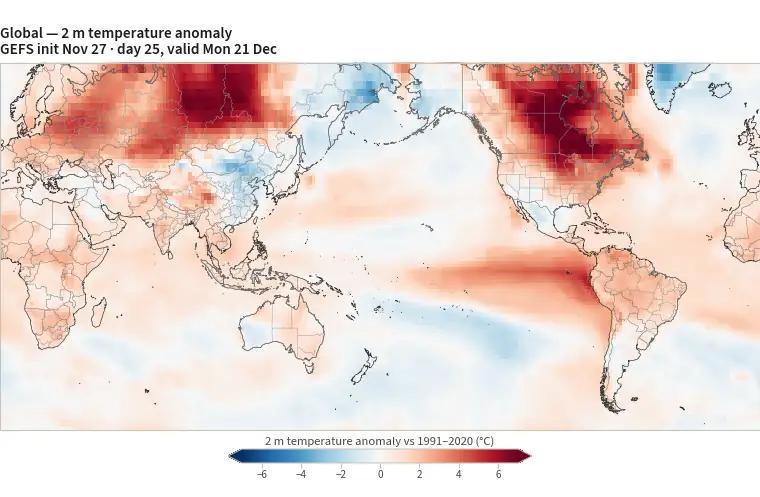 Global — 2 m temperature anomaly
GEFS init Nov 27 · day 25, valid Mon 21 Dec
2 m temperature anomaly vs 1991–2020 (°C)
−6 −4 −2 0 2 4 6